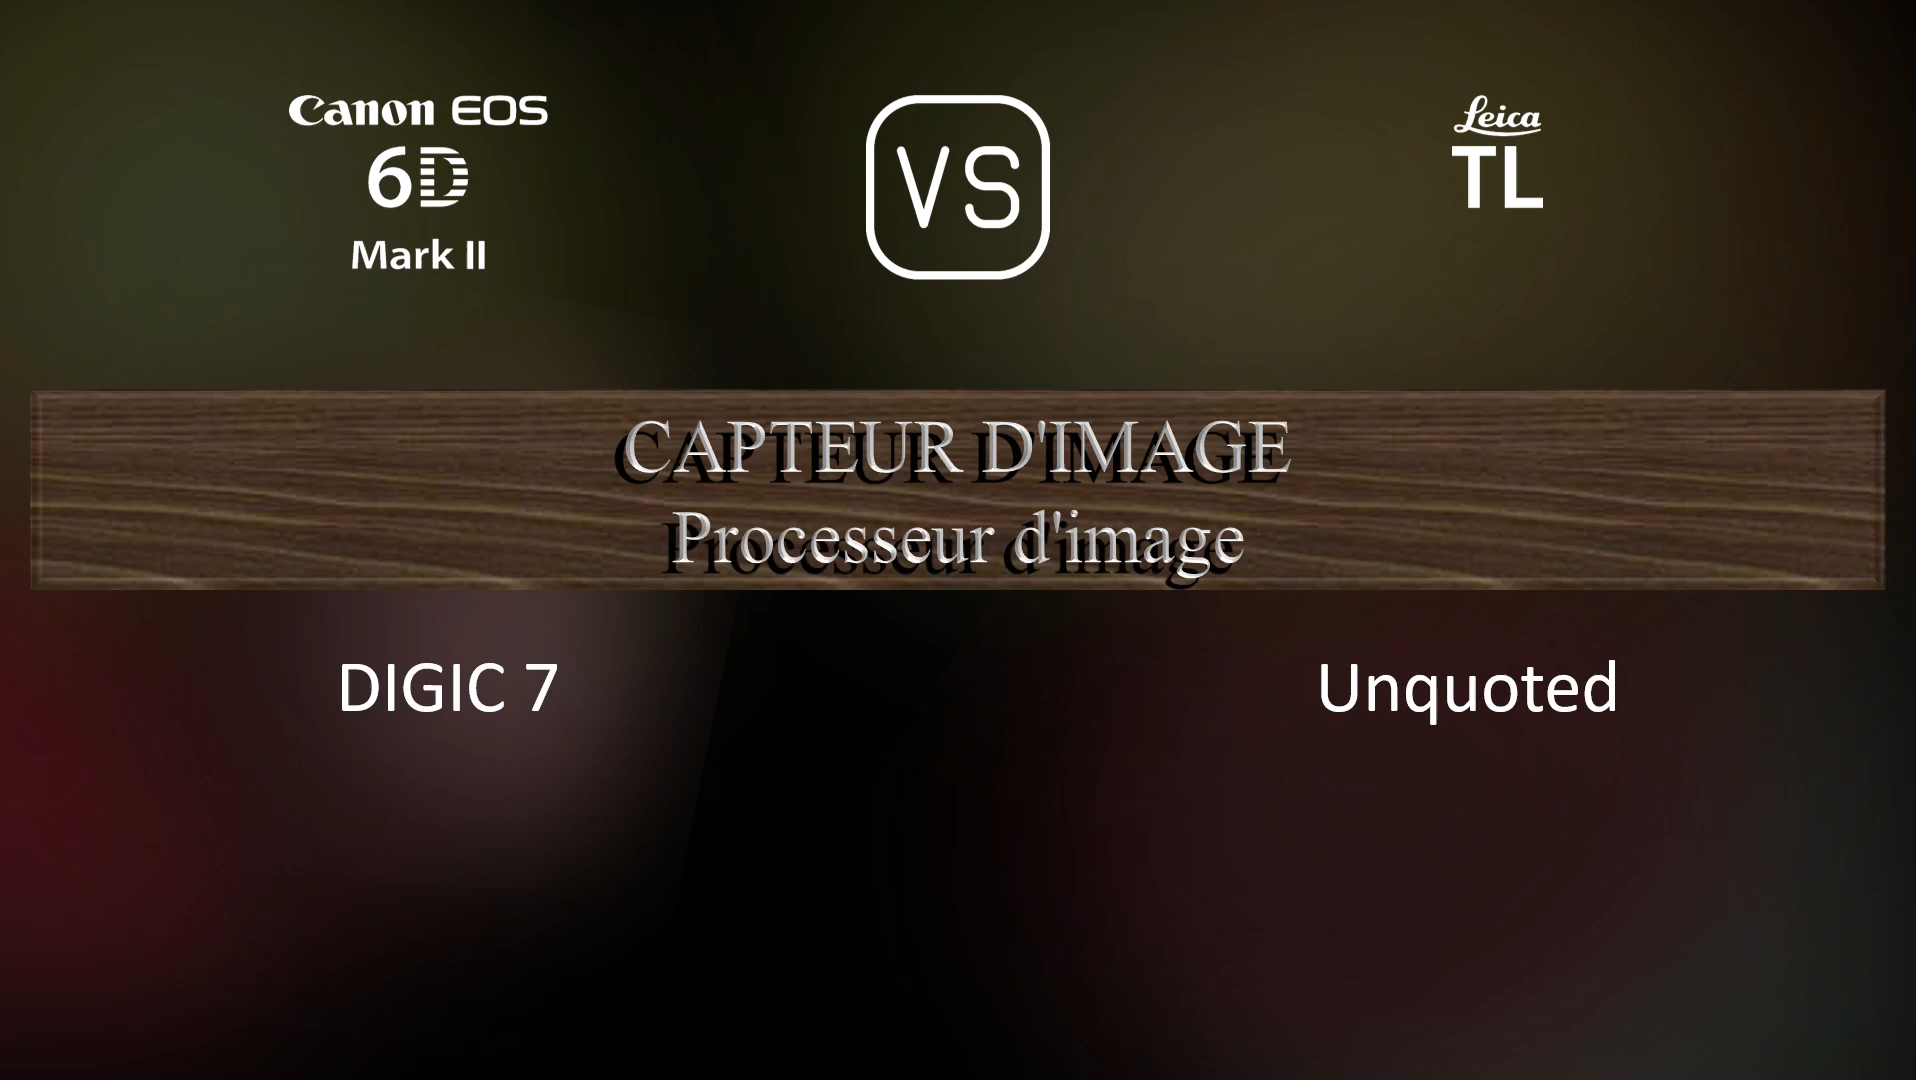 Canon EOS
6D
Mark II
VS
Leica
TL
CAPTEUR D'IMAGE
Processeur d'image
DIGIC 7
Unquoted